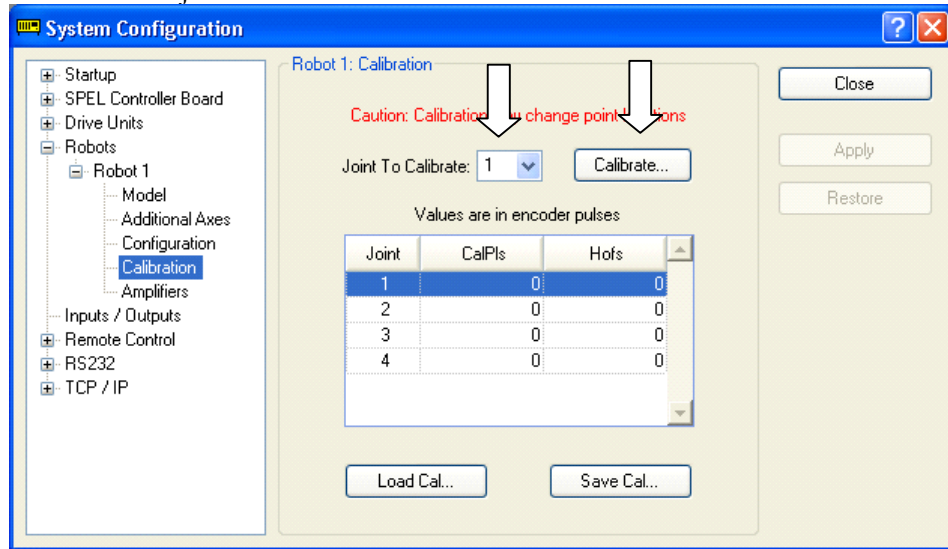 System Configuration
Startup
SPEL Controller Board
Drive Units
Robots
Robot 1
Model
Additional Axes
Configuration
Calibration
Amplifiers
Inputs / Outputs
Remote Control
RS232
TCP / IP
Robot 1: Calibration
Caution: Calibration change point
Joint To Calibrate: 1 Calibrate...
Values are in encoder pulses
Joint CalPls Hofs
1 0 0
2 0 0
3 0 0
4 0 0
Load Cal... Save Cal...
Close
Apply
Restore